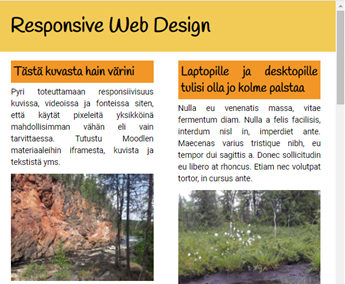 Responsive Web Design
Tästä kuvasta hain värini
Pyri toteuttamaan responsiivisuus
kuvissa, videoissa ja fonteissa siten,
että käytät pixeleitä yksikköinä
mahdollisimman vähän eli vain
tarvittaessa. Tutustu Moodlen
materiaaleihin iframesta, kuvista ja
tekstistä yms.
Laptopille ja desktopille
tulisi olla jo kolme palstaa
Nulla eu venenatis massa, vitae
fermentum diam. Nulla a felis facilisis,
interdum nisl in, imperdiet ante.
Maecenas varius tristique nibh, eu
tempor dui sagittis a. Donec sollicitudin
eu libero at rhoncus. Etiam nec volutpat
tortor, in cursus ante.